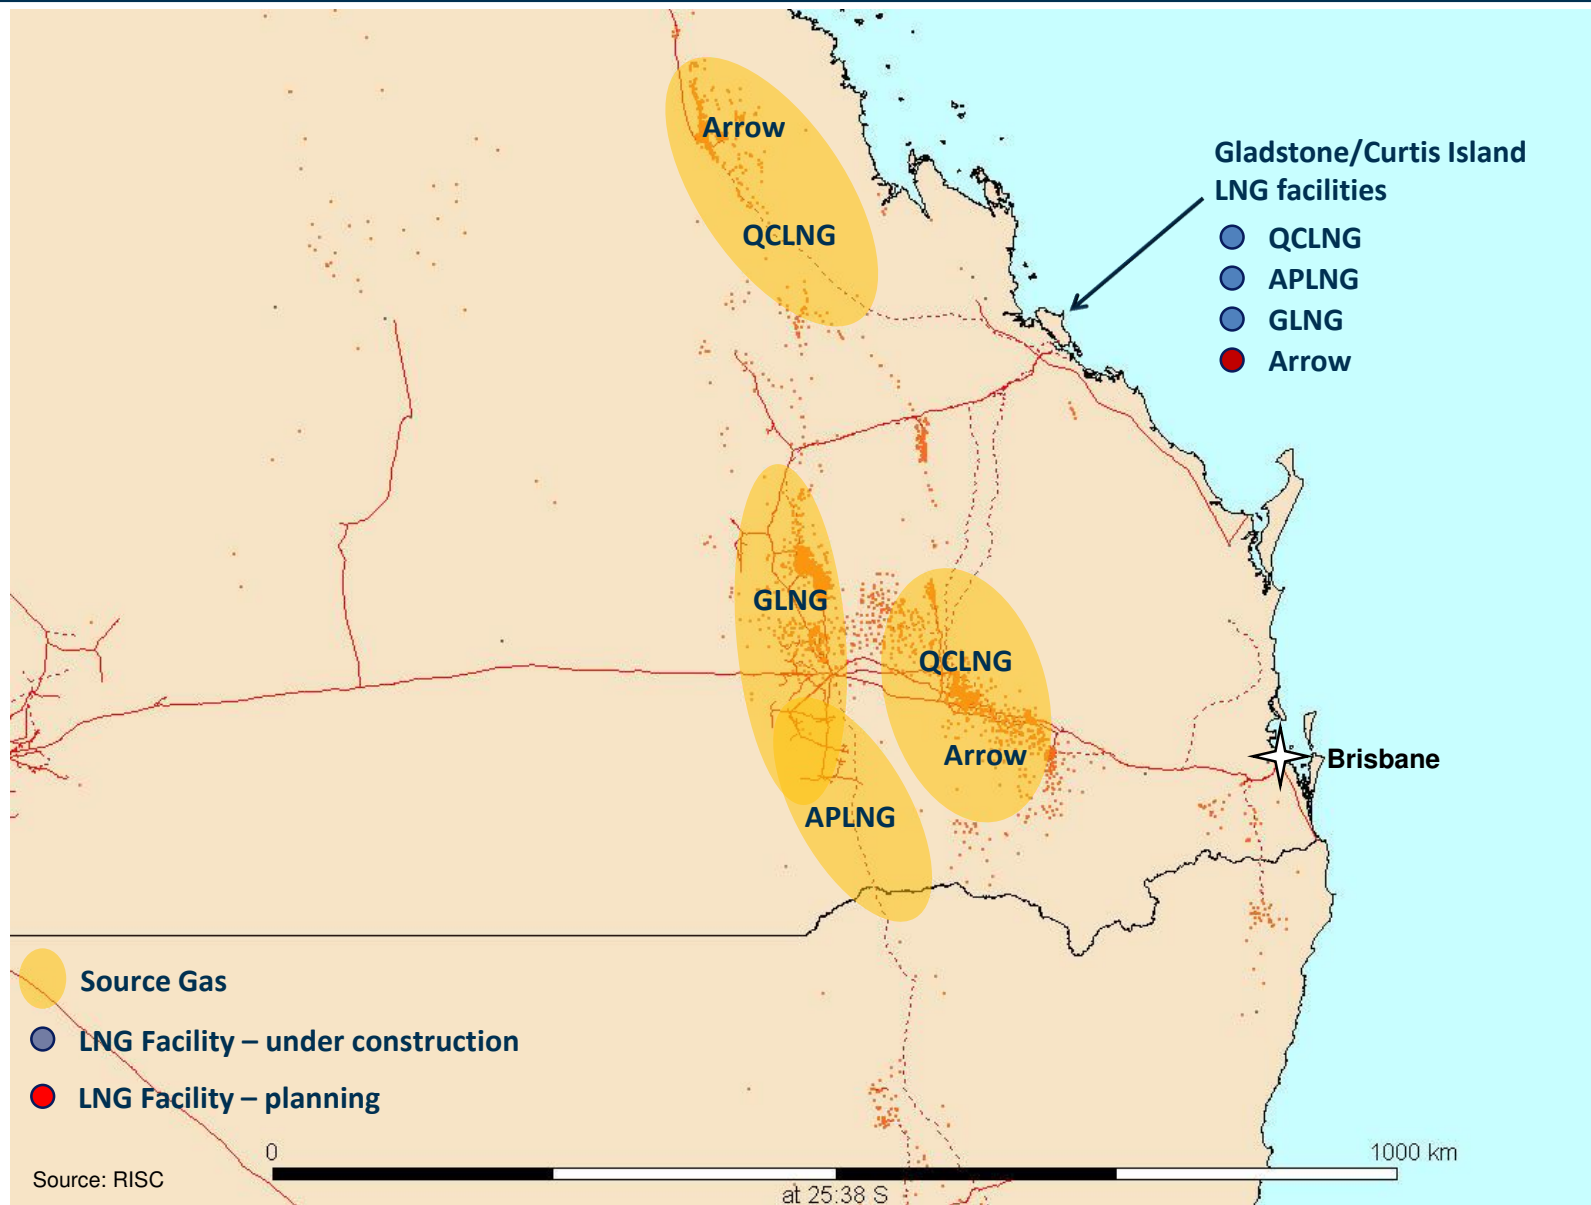 Arrow
QCLNG
Gladstone/Curtis Island
LNG facilities
QCLNG
APLNG
GLNG
Arrow
GLNG
QCLNG
Arrow
APLNG
Brisbane
Source Gas
LNG Facility – under construction
LNG Facility – planning
0
1000 km
at 25:38 S
Source: RISC